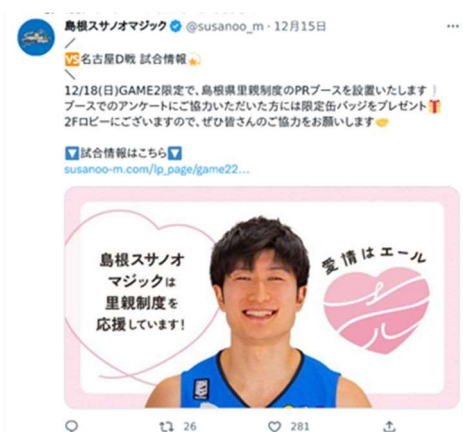 島根スサノオマジック @susanoo_m・12月15日
／
🆚名古屋D戦 試合情報💫
＼
12/18(日)GAME2限定で、島根県里親制度のPRブースを設置いたします❕
ブースでのアンケートにご協力いただいた方には限定缶バッジをプレゼント🎁
2Fロビーにございますので、ぜひ皆さんのご協力をお願いします🤝
🔽試合情報はこちら🔽
susanoo-m.com/lp_page/game22...
島根スサノオ
マジックは
里親制度を
応援しています!
愛情はエール
26
281